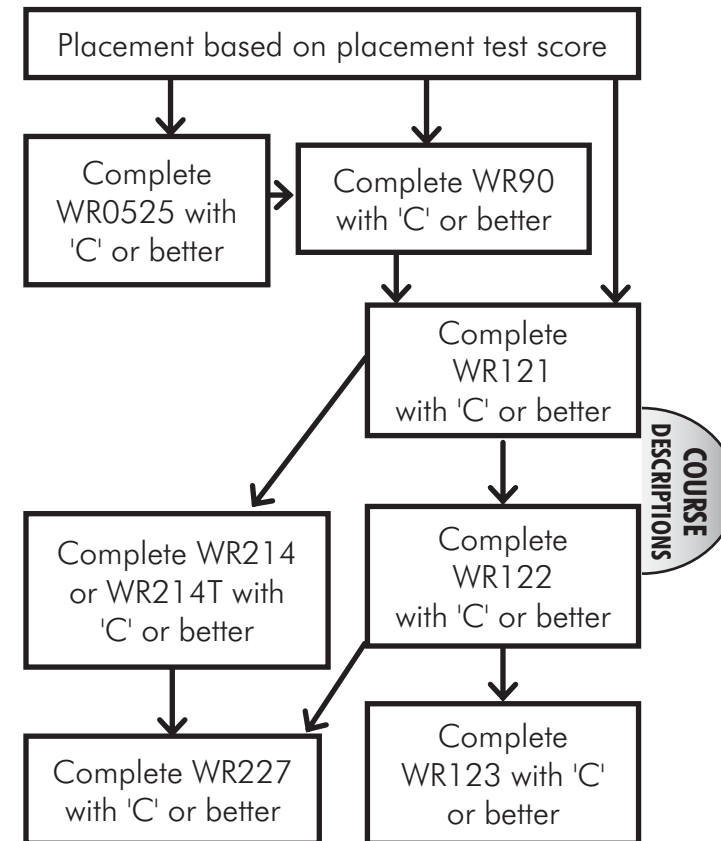 Placement based on placement test score
Complete
WR0525 with
'C' or better
Complete WR90
with 'C' or better
Complete
WR121
with 'C' or better
COURSE
DESCRIPTIONS
Complete WR214
or WR214T with
'C' or better
Complete
WR122
with 'C' or better
Complete WR227
with 'C' or better
Complete
WR123 with 'C'
or better